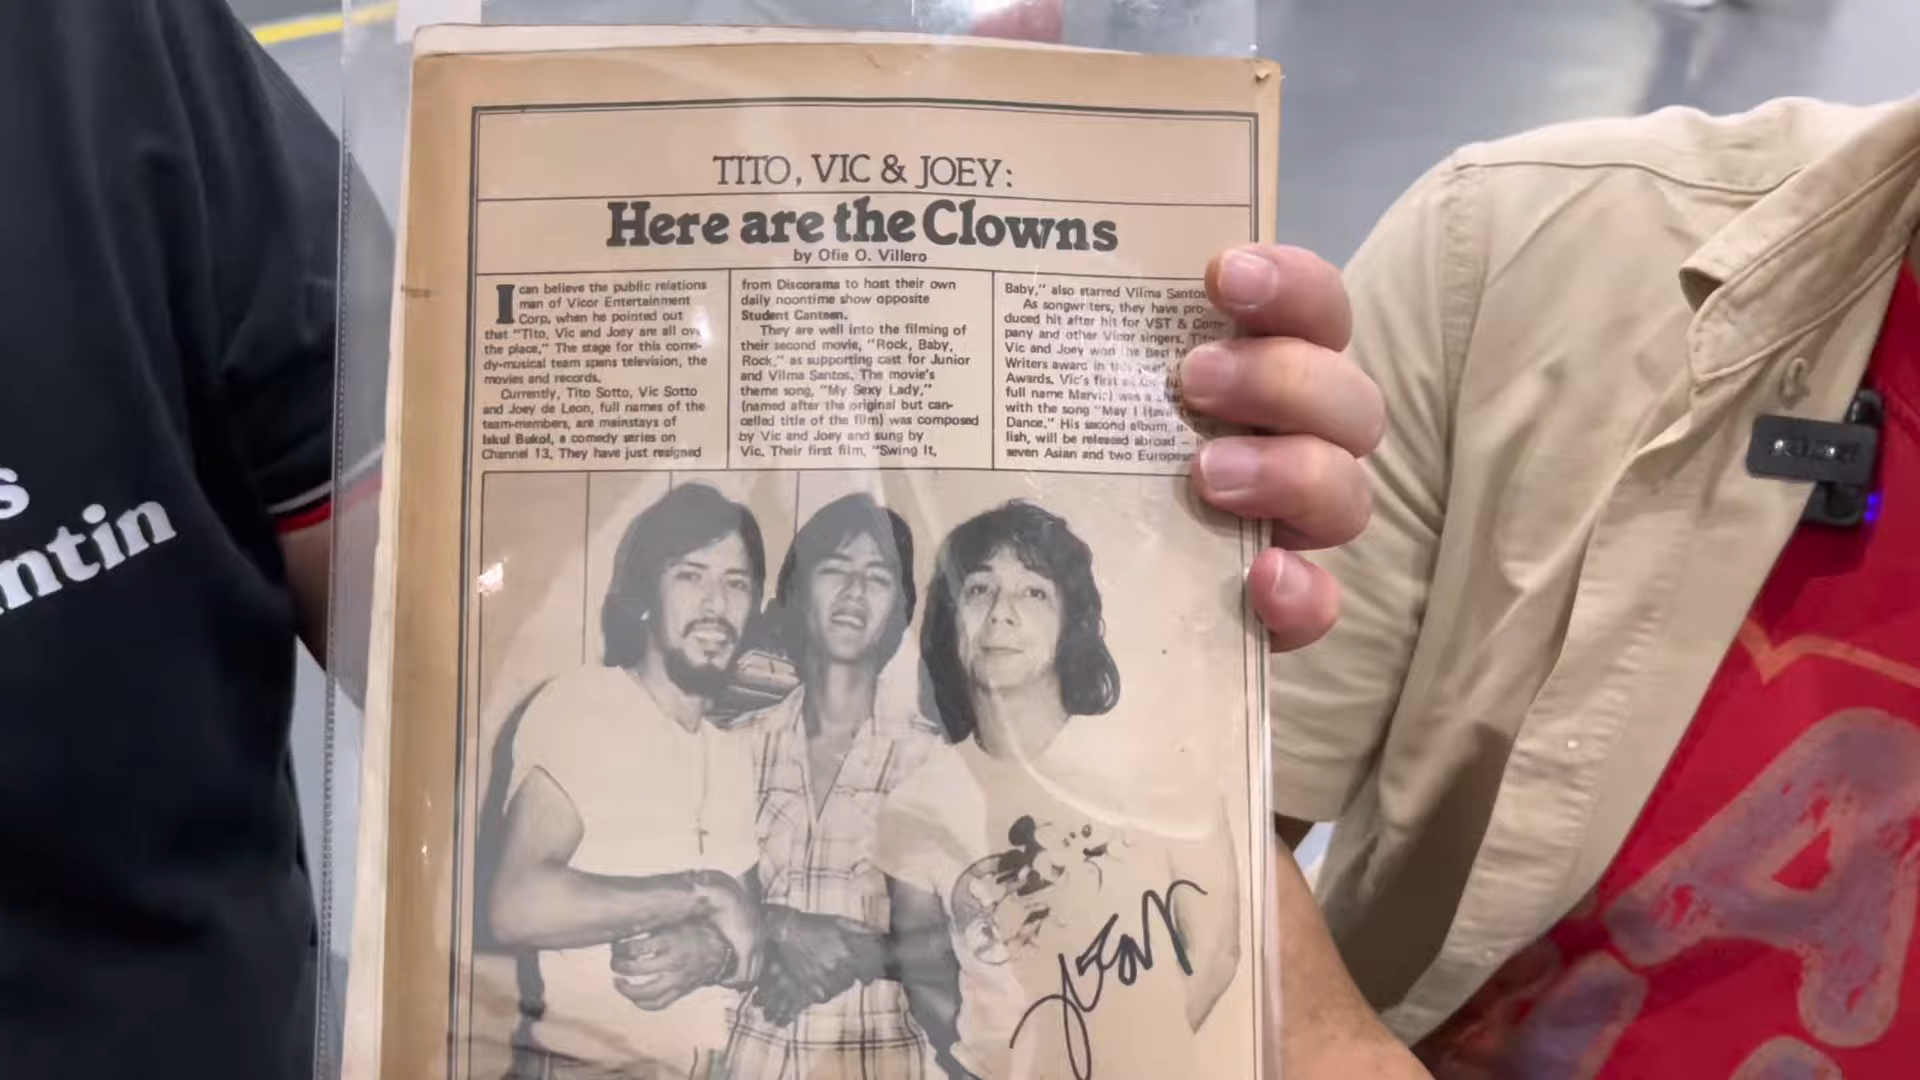 TITO, VIC & JOEY:
Here are the Clowns
by Ofie O. Villero
I can believe the public relations
man of Vicor Entertainment
Corp, when he pointed out
that "Tito, Vic and Joey are all ov
the place." The stage for this come-
dy-musical team spans television, the
movies and records.
Currently, Tito Sotto, Vic Sotto
and Joey de Leon, full names of the
team-members, are mainstays of
Iskul Bukol, a comedy series on
Channel 13. They have just resigned
from Discorama to host their own
daily noontime show opposite
Student Canteen.
They are well into the filming of
their second movie, "Rock, Baby,
Rock," as supporting cast for Junior
and Vilma Santos. The movie's
theme song, "My Sexy Lady,"
(named after the original but can-
celled title of the film) was composed
by Vic and Joey and sung by
Vic. Their first film, "Swing It,
Baby," also starred Vilma Santos
As songwriters, they have pro-
duced hit after hit for VST & Com-
pany and other Vicor singers. Tito
Vic and Joey won the Best M
Writers award in this year's
Awards. Vic's first
full name Marvic) was a
with the song "May I Have
Dance." His second album, in
lish, will be released abroad – in
seven Asian and two European
s
ntin
A